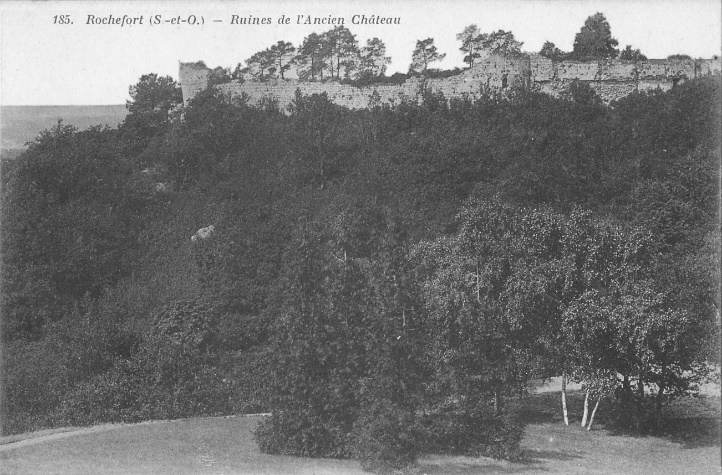 185. Rochefort (S.-et-O.) — Ruines de l'Ancien Château